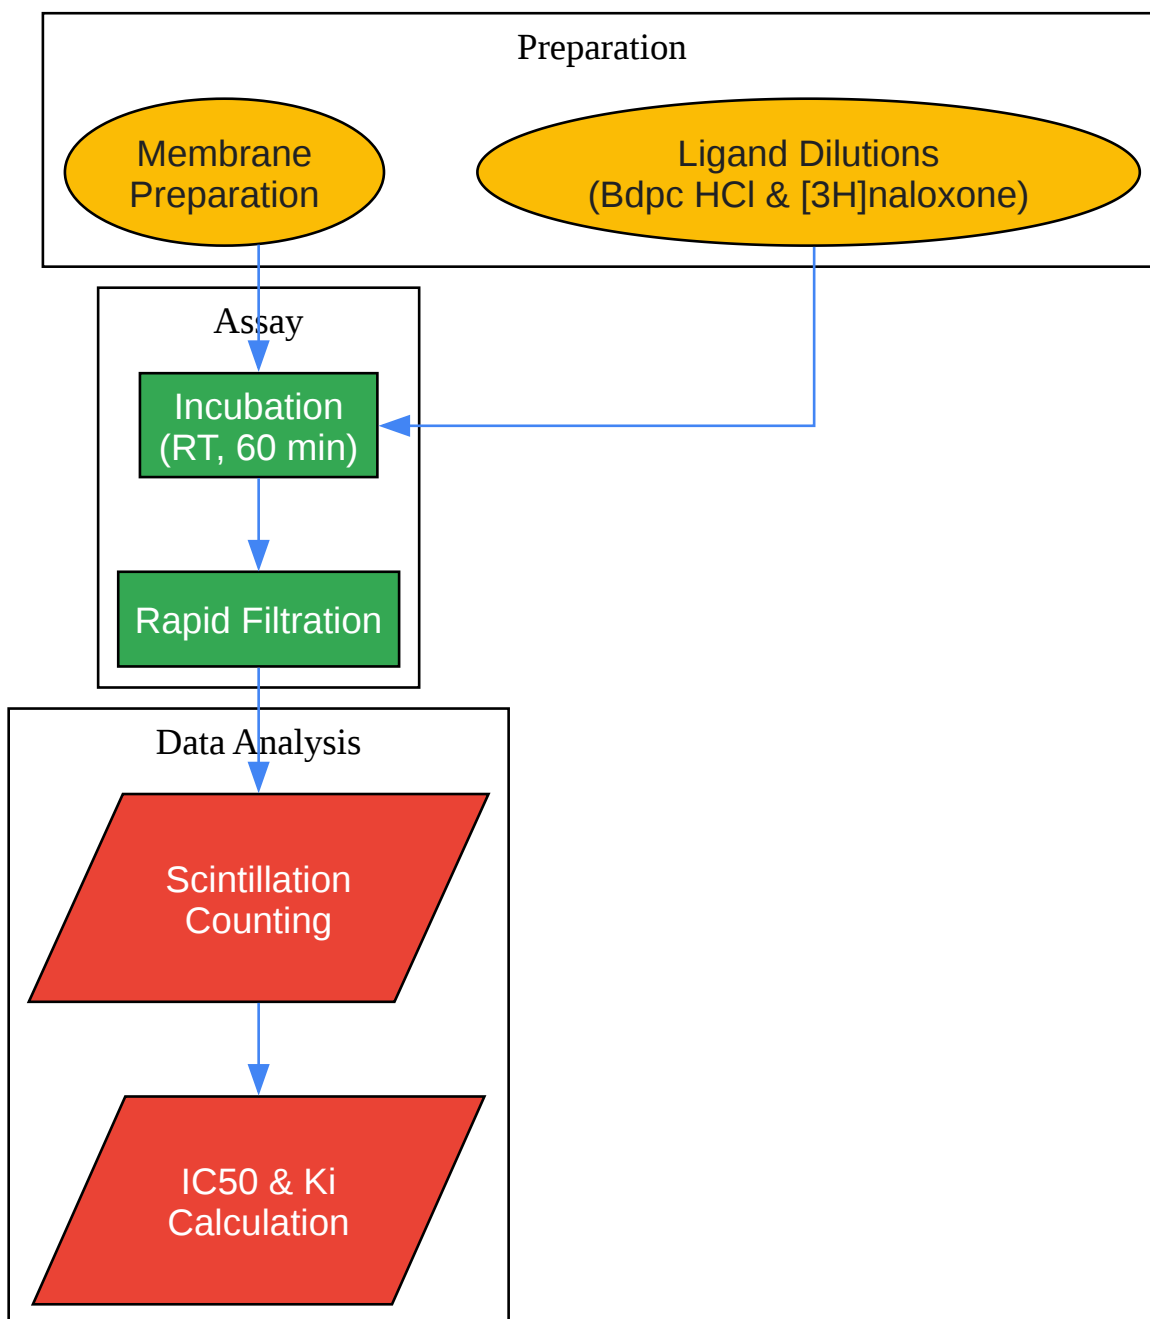 Preparation
Membrane
Preparation
Ligand Dilutions
(Bdpc HCl & [3H]naloxone)
Assay
Incubation
(RT, 60 min)
Rapid Filtration
Data Analysis
Scintillation
Counting
IC50 & Ki
Calculation